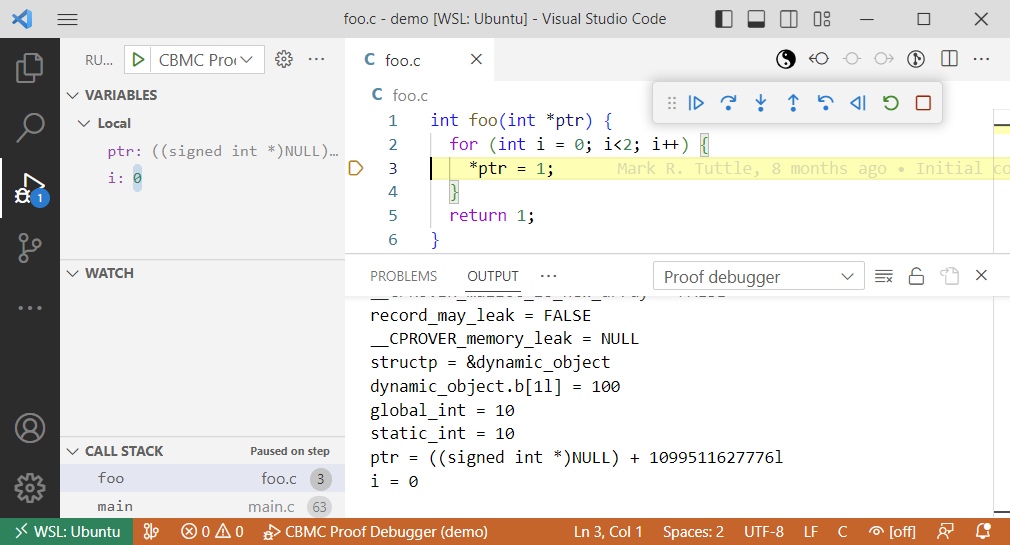 foo.c - demo [WSL: Ubuntu] - Visual Studio Code
RU... CBMC Pro
foo.c
VARIABLES
Local
ptr: ((signed int *)NULL)...
i: 0
1
WATCH
CALL STACK Paused on step
foo foo.c 3
main main.c 63
C foo.c
C foo.c
1 int foo(int *ptr) {
2 for (int i = 0; i<2; i++) {
3 *ptr = 1; Mark R. Tuttle, 8 months ago • Initial co
4 }
5 return 1;
6 }
PROBLEMS OUTPUT ... Proof debugger
record_may_leak = FALSE
__CPROVER_memory_leak = NULL
structp = &dynamic_object
dynamic_object.b[1l] = 100
global_int = 10
static_int = 10
ptr = ((signed int *)NULL) + 1099511627776l
i = 0
WSL: Ubuntu 0 0 CBMC Proof Debugger (demo) Ln 3, Col 1 Spaces: 2 UTF-8 LF C [off]